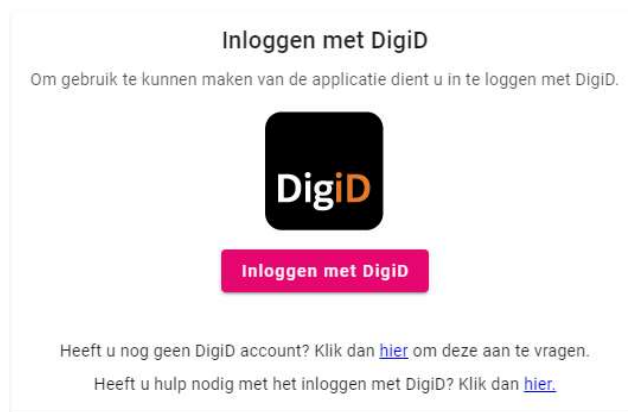 Inloggen met DigiD
Om gebruik te kunnen maken van de applicatie dient u in te loggen met DigiD.
DigiD
Inloggen met DigiD
Heeft u nog geen DigiD account? Klik dan hier om deze aan te vragen.
Heeft u hulp nodig met het inloggen met DigiD? Klik dan hier.